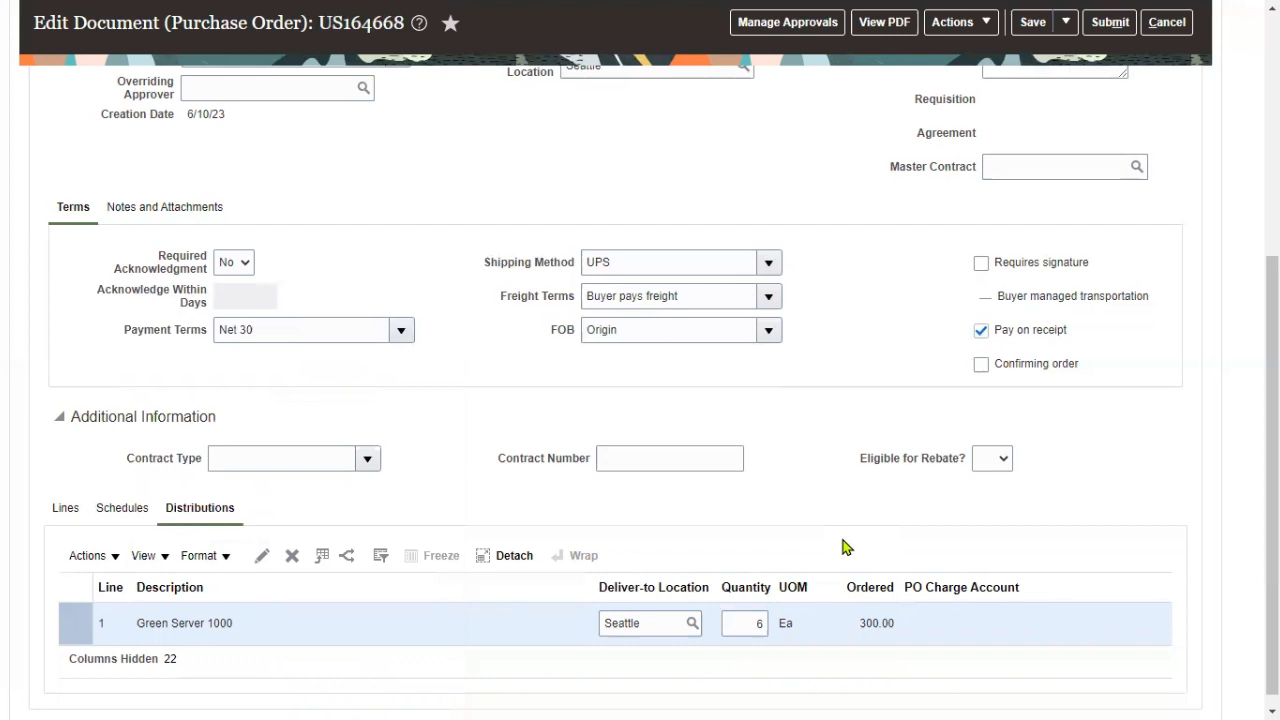 Edit Document (Purchase Order): US164668 ?
Manage Approvals View PDF Actions Save Submit Cancel
Overriding Approver
Location Seattle
Creation Date 6/10/23
Requisition
Agreement
Master Contract
Terms Notes and Attachments
Required Acknowledgment No
Acknowledge Within Days
Payment Terms Net 30
Shipping Method UPS
Freight Terms Buyer pays freight
FOB Origin
Requires signature
Buyer managed transportation
Pay on receipt
Confirming order
Additional Information
Contract Type Contract Number Eligible for Rebate?
Lines Schedules Distributions
Actions View Format Freeze Detach Wrap
Line Description Deliver-to Location Quantity UOM Ordered PO Charge Account
1 Green Server 1000 Seattle 6 Ea 300.00
Columns Hidden 22